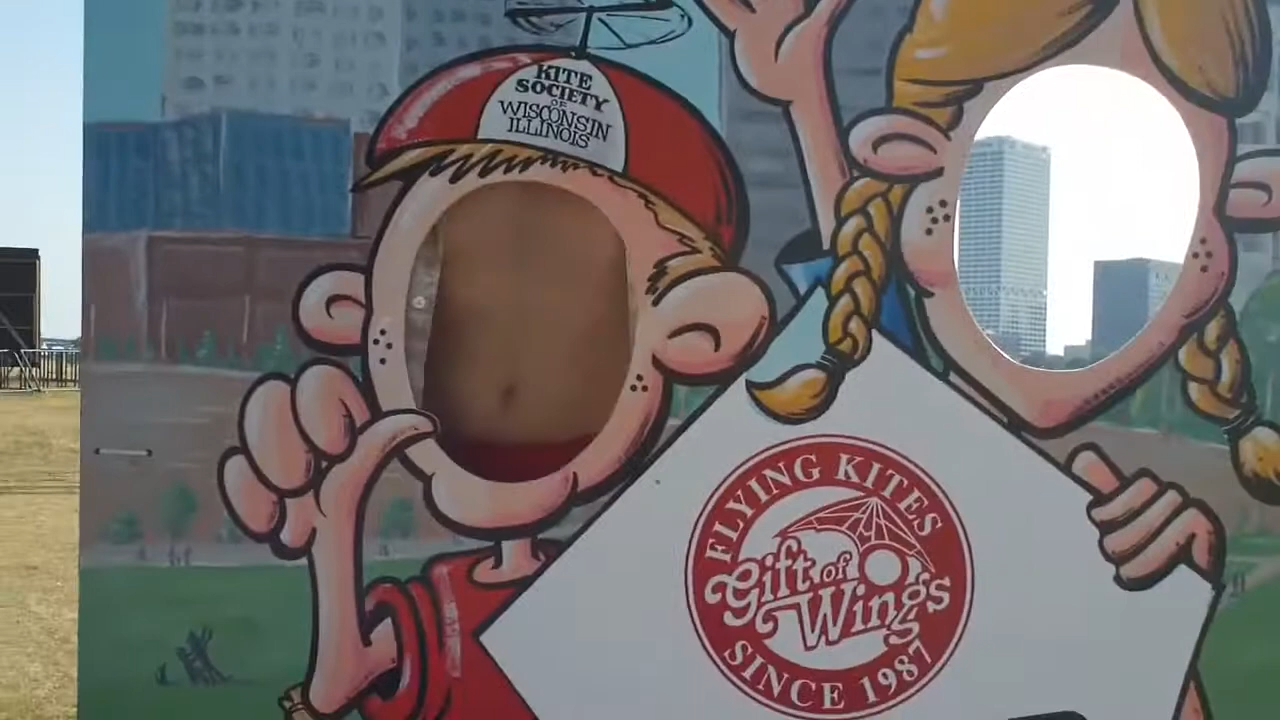 KITE
SOCIETY
OF
WISCONSIN
ILLINOIS
FLYING KITES
Gift of
Wings
SINCE 1987